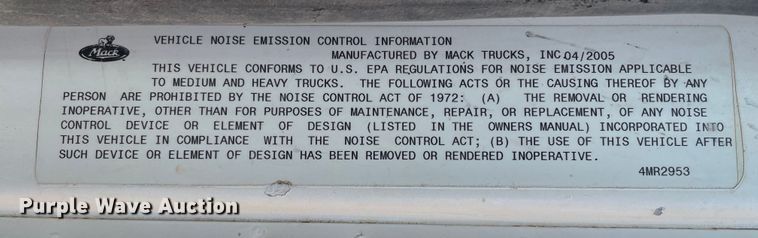 VEHICLE NOISE EMISSION CONTROL INFORMATION
Mack
MANUFACTURED BY MACK TRUCKS, INC. 04/2005
THIS VEHICLE CONFORMS TO U.S. EPA REGULATIONS FOR NOISE EMISSION APPLICABLE
TO MEDIUM AND HEAVY TRUCKS. THE FOLLOWING ACTS OR THE CAUSING THEREOF BY ANY
PERSON ARE PROHIBITED BY THE NOISE CONTROL ACT OF 1972: (A) THE REMOVAL OR RENDERING
INOPERATIVE, OTHER THAN FOR PURPOSES OF MAINTENANCE, REPAIR, OR REPLACEMENT, OF ANY NOISE
CONTROL DEVICE OR ELEMENT OF DESIGN (LISTED IN THE OWNERS MANUAL) INCORPORATED INTO
THIS VEHICLE IN COMPLIANCE WITH THE NOISE CONTROL ACT; (B) THE USE OF THIS VEHICLE AFTER
SUCH DEVICE OR ELEMENT OF DESIGN HAS BEEN REMOVED OR RENDERED INOPERATIVE.
4MR2953
Purple Wave Auction